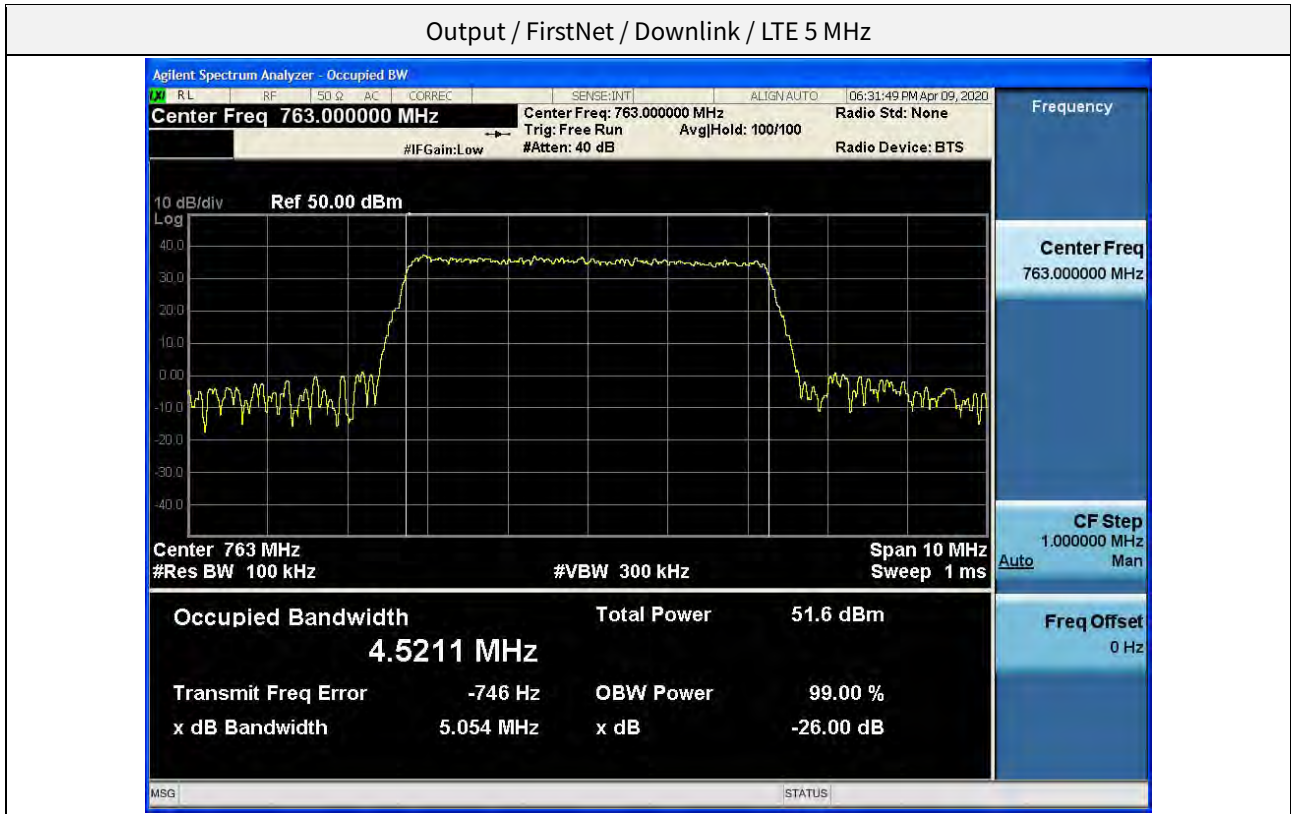 Output / FirstNet / Downlink / LTE 5 MHz
Agilent Spectrum Analyzer - Occupied BW
LXI RL RF 50 Ω AC CORREC SENSE:INT ALIGN AUTO 06:31:49 PM Apr 09, 2020
Center Freq 763.000000 MHz
Center Freq: 763.000000 MHz Radio Std: None
Trig: Free Run Avg|Hold: 100/100
#IFGain:Low #Atten: 40 dB Radio Device: BTS
10 dB/div Ref 50.00 dBm
Log
40.0
30.0
20.0
10.0
0.00
-10.0
-20.0
-30.0
-40.0
Center 763 MHz Span 10 MHz
#Res BW 100 kHz #VBW 300 kHz Sweep 1 ms
Occupied Bandwidth Total Power 51.6 dBm
4.5211 MHz
Transmit Freq Error -746 Hz OBW Power 99.00 %
x dB Bandwidth 5.054 MHz x dB -26.00 dB
MSG STATUS
Frequency
Center Freq
763.000000 MHz
CF Step
1.000000 MHz
Auto Man
Freq Offset
0 Hz